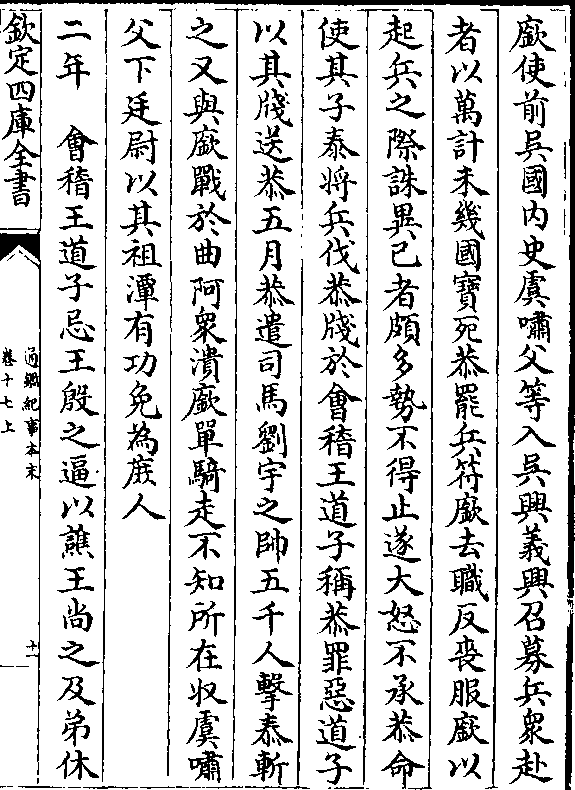 廞使前吳國內史虞嘯父等入吳興義興召募兵衆赴
者以萬計未幾國寶死恭罷兵符廞去職反喪服廞以
起兵之際誅異己者頗多勢不得止遂大怒不承恭命
使其子泰將兵伐恭牋於會稽王道子稱恭罪惡道子
以其牋送恭五月恭遣司馬劉牢之帥五千人擊泰斬
之又與廞戰於曲阿衆潰廞單騎走不知所在収虞嘯
父下廷尉以其祖潭有功免為庶人
二年　會稽王道子忌王殷之逼以譙王尚之及弟休
欽定四庫全書
通鑑紀事本末
卷十七上
十一